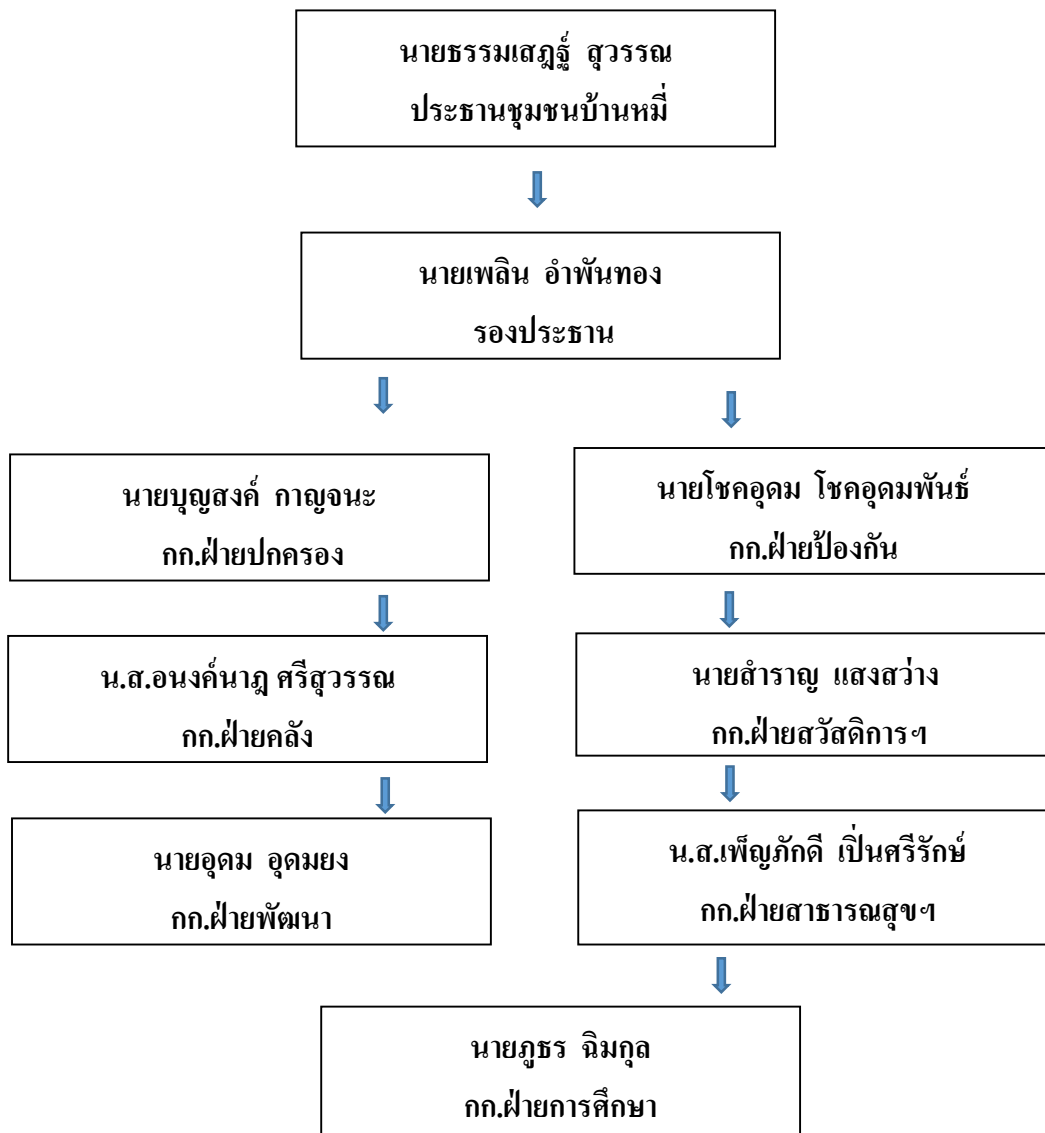 นายธรรมเสฎฐ์ สุวรรณ
ประธานชุมชนบ้านหมี่
นายเพลิน อำพันทอง
รองประธาน
นายบุญสงค์ กาญจนะ
กก.ฝ่ายปกครอง
นายโชคอุดม โชคอุดมพันธ์
กก.ฝ่ายป้องกัน
น.ส.อนงค์นาฎ ศรีสุวรรณ
กก.ฝ่ายคลัง
นายสำราญ แสงสว่าง
กก.ฝ่ายสวัสดิการฯ
นายอุดม อุดมยง
กก.ฝ่ายพัฒนา
น.ส.เพ็ญภักดี เปิ่นศรีรักษ์
กก.ฝ่ายสาธารณสุขฯ
นายภูธร ฉิมกุล
กก.ฝ่ายการศึกษา